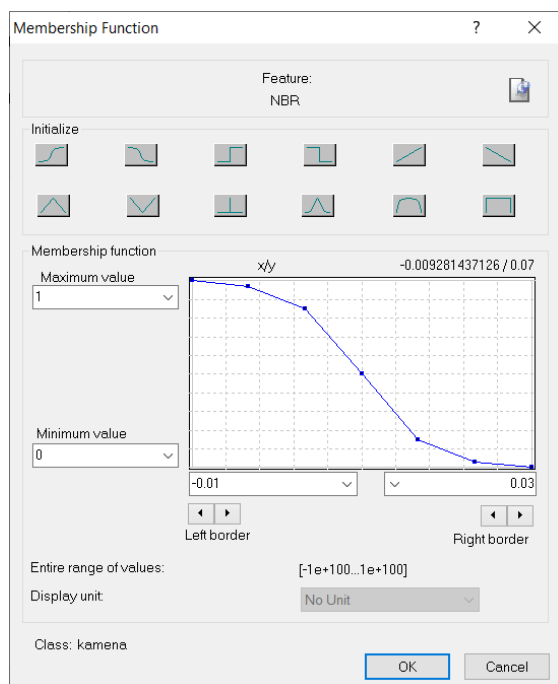 Membership Function
?
Feature:
NBR
Initialize
Membership function
x/y
-0.009281437126 / 0.07
Maximum value
1
Minimum value
0
-0.01
0.03
Left border
Right border
Entire range of values:
[-1e+100...1e+100]
Display unit:
No Unit
Class: kamena
OK
Cancel